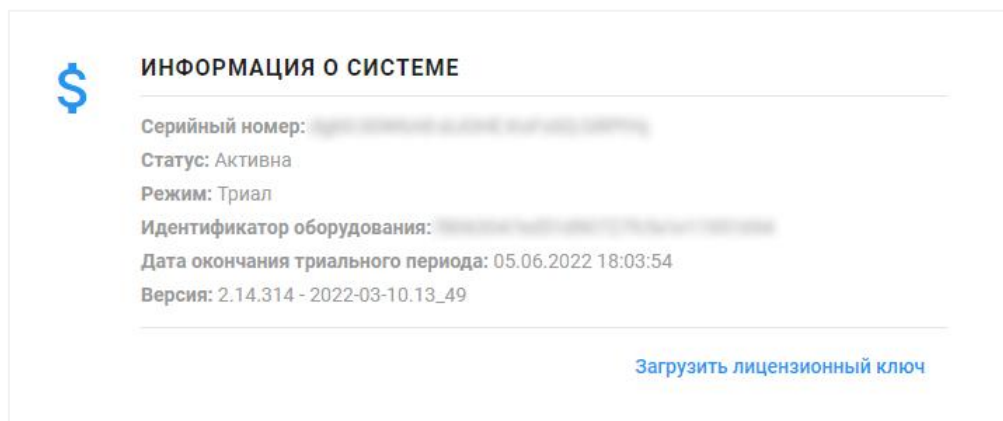 $
ИНФОРМАЦИЯ О СИСТЕМЕ
Серийный номер:
Статус: Активна
Режим: Триал
Идентификатор оборудования:
Дата окончания триального периода: 05.06.2022 18:03:54
Версия: 2.14.314 - 2022-03-10.13_49
Загрузить лицензионный ключ